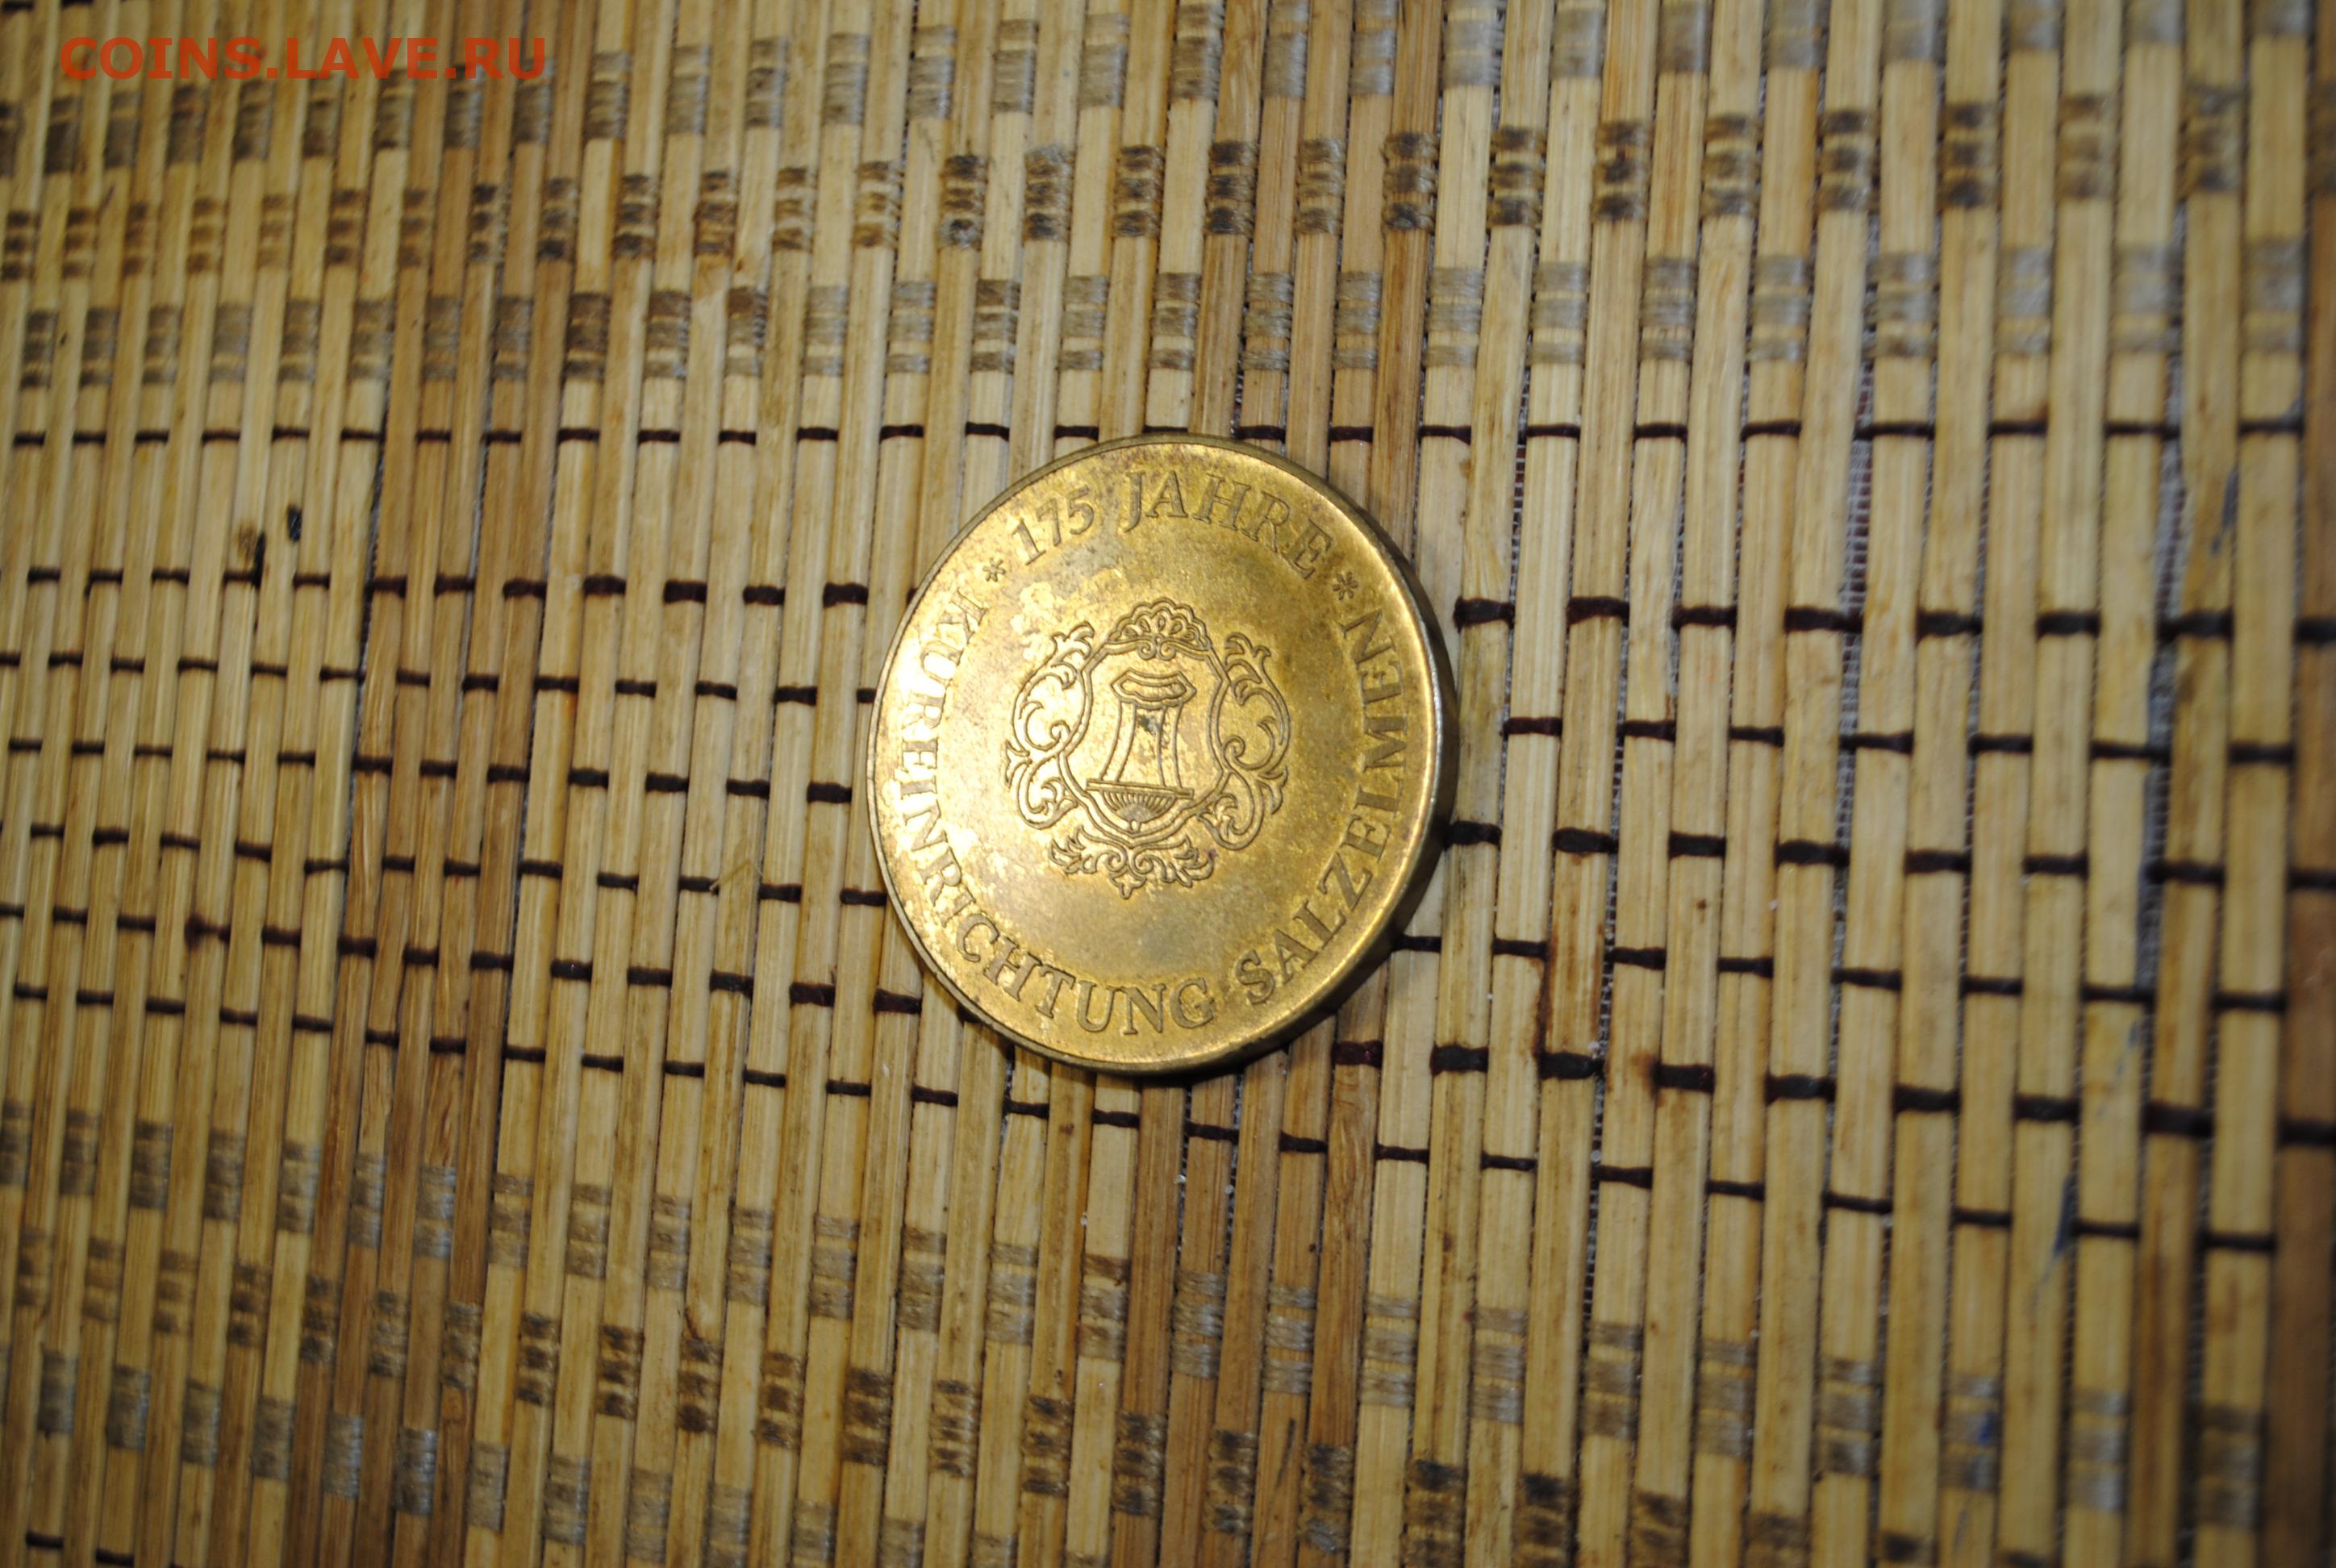 COINS.LAVE.RU
* 175 JAHRE *
KUREINRICHTUNG SALZELMEN